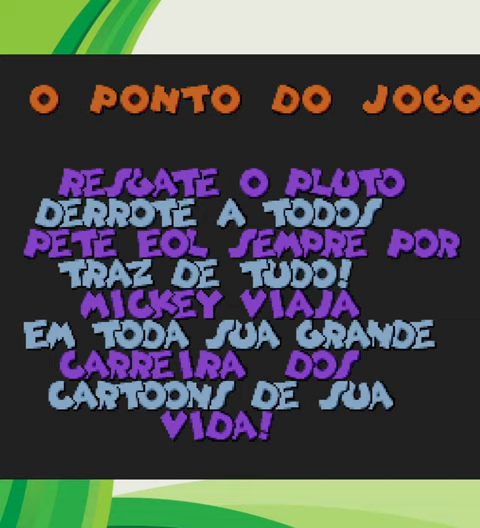 O PONTO DO JOGO
RESGATE O PLUTO
DERROTE A TODOS
PETE EOL SEMPRE POR
TRAZ DE TUDO!
MICKEY VIAJA
EM TODA SUA GRANDE
CARREIRA DOS
CARTOONS DE SUA
VIDA!